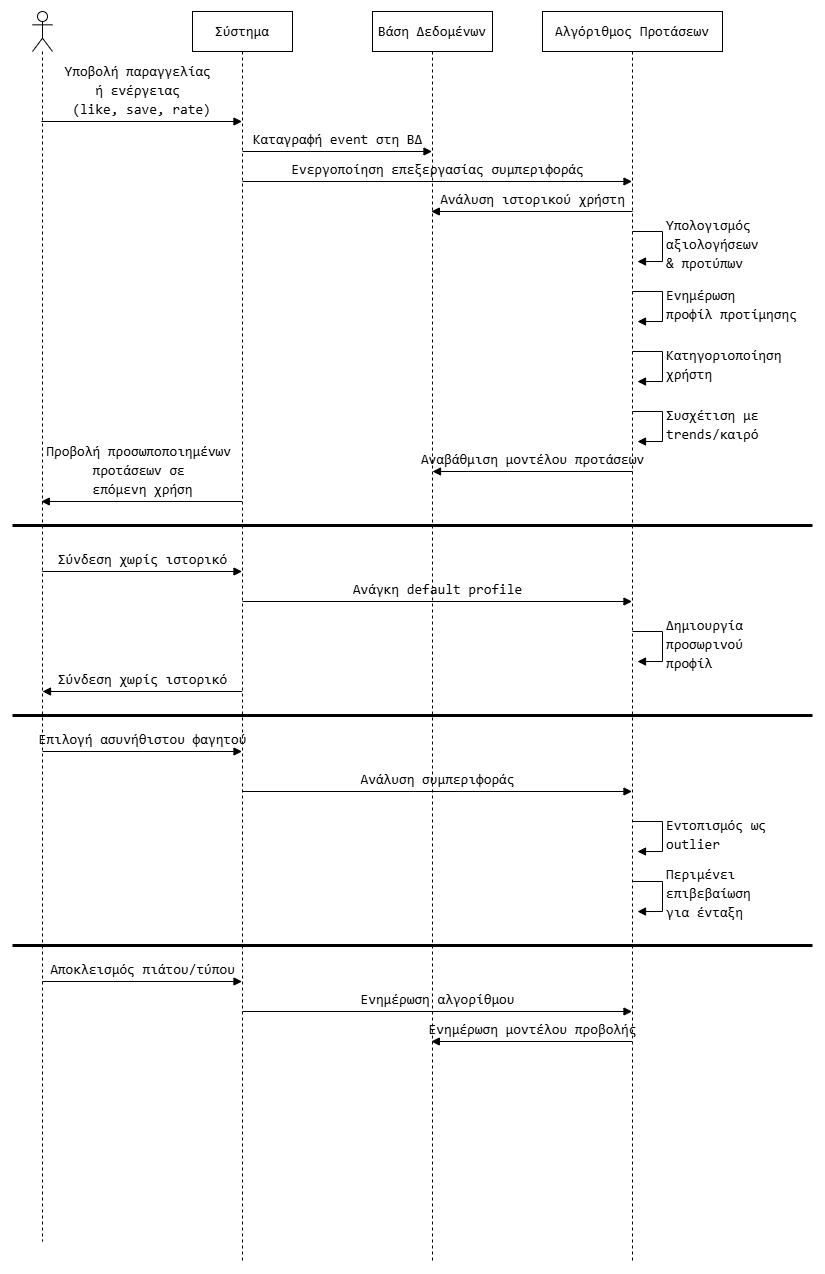 Σύστημα
Βάση Δεδομένων
Αλγόριθμος Προτάσεων
Υποβολή παραγγελίας
ή ενέργειας
(like, save, rate)
Καταγραφή event στη ΒΔ
Ενεργοποίηση επεξεργασίας συμπεριφοράς
Ανάλυση ιστορικού χρήστη
Υπολογισμός
αξιολογήσεων
& προτύπων
Ενημέρωση
προφίλ προτίμησης
Κατηγοριοποίηση
χρήστη
Συσχέτιση με
trends/καιρό
Αναβάθμιση μοντέλου προτάσεων
Προβολή προσωποποιημένων
προτάσεων σε
επόμενη χρήση
Σύνδεση χωρίς ιστορικό
Ανάγκη default profile
Δημιουργία
προσωρινού
προφίλ
Σύνδεση χωρίς ιστορικό
Επιλογή ασυνήθιστου φαγητού
Ανάλυση συμπεριφοράς
Εντοπισμός ως
outlier
Περιμένει
επιβεβαίωση
για ένταξη
Αποκλεισμός πιάτου/τύπου
Ενημέρωση αλγορίθμου
Ενημέρωση μοντέλου προβολής